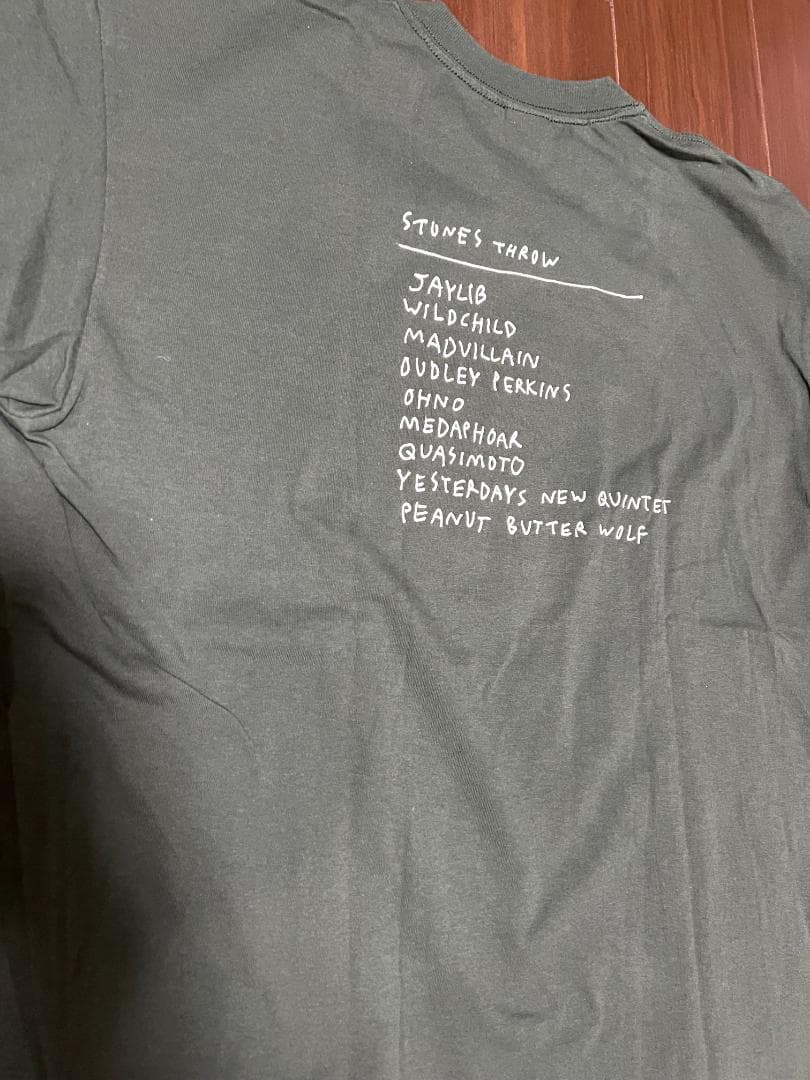 STONES THROW
JAYLIB
WILDCHILD
MADVILLAIN
DUDLEY PERKINS
OHNO
MEDAPHOAR
QUASIMOTO
YESTERDAYS NEW QUINTET
PEANUT BUTTER WOLF